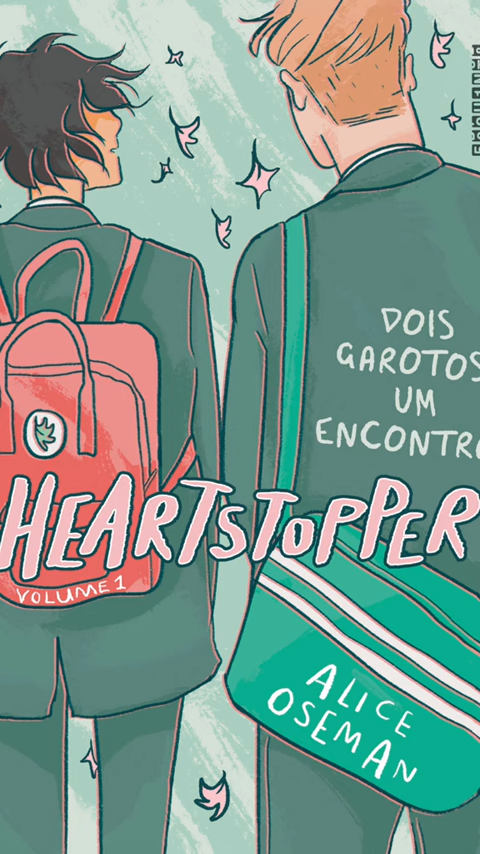 DOIS
GAROTOS
UM
ENCONTRO
HEARTSTOPPER
VOLUME 1
ALICE
OSEMAN